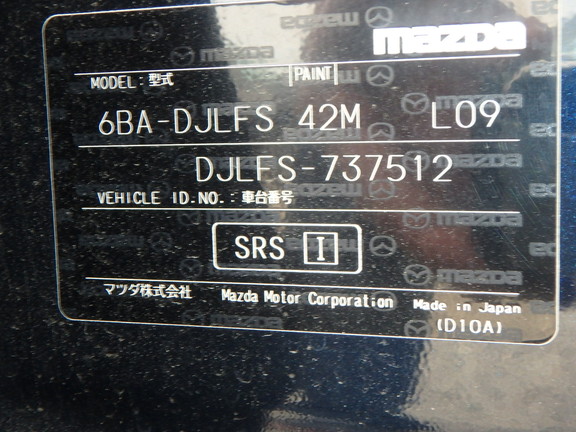 mazda
MODEL：型式 PAINT
6BA-DJLFS 42M L09
DJLFS-737512
VEHICLE ID.NO.：車台番号
SRS I
マツダ株式会社 Mazda Motor Corporation Made in Japan
(D10A)